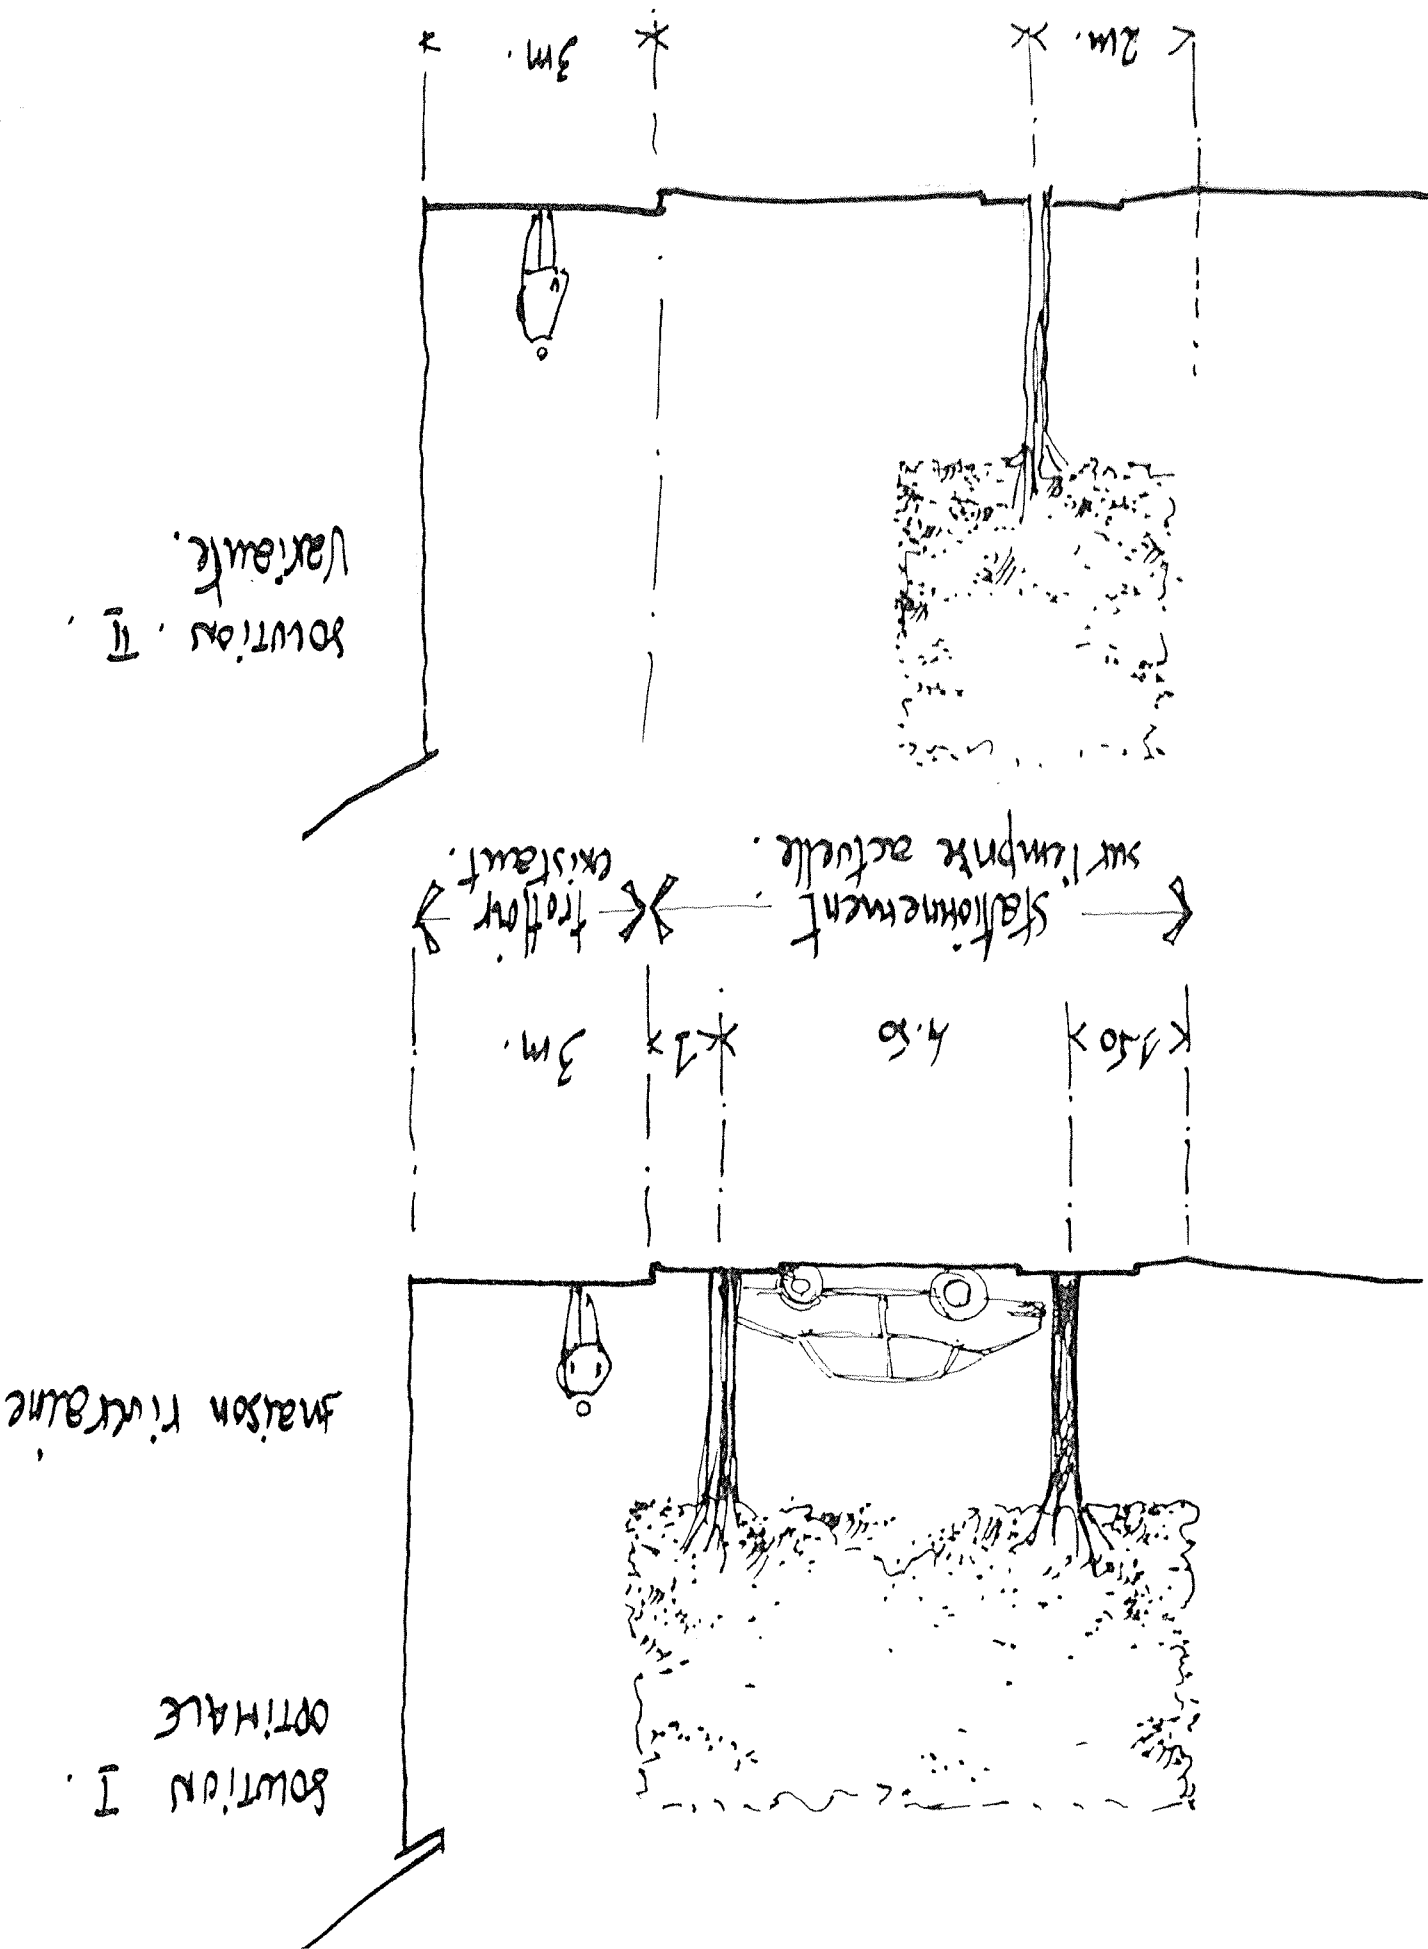 SOLUTION I.
OPTIMALE
maison riveraine
1.50 4.50 1 3m.
stationnement
sur l'emprise actuelle.
trottoir
existant.
SOLUTION. II.
Variante.
2m. 3m.